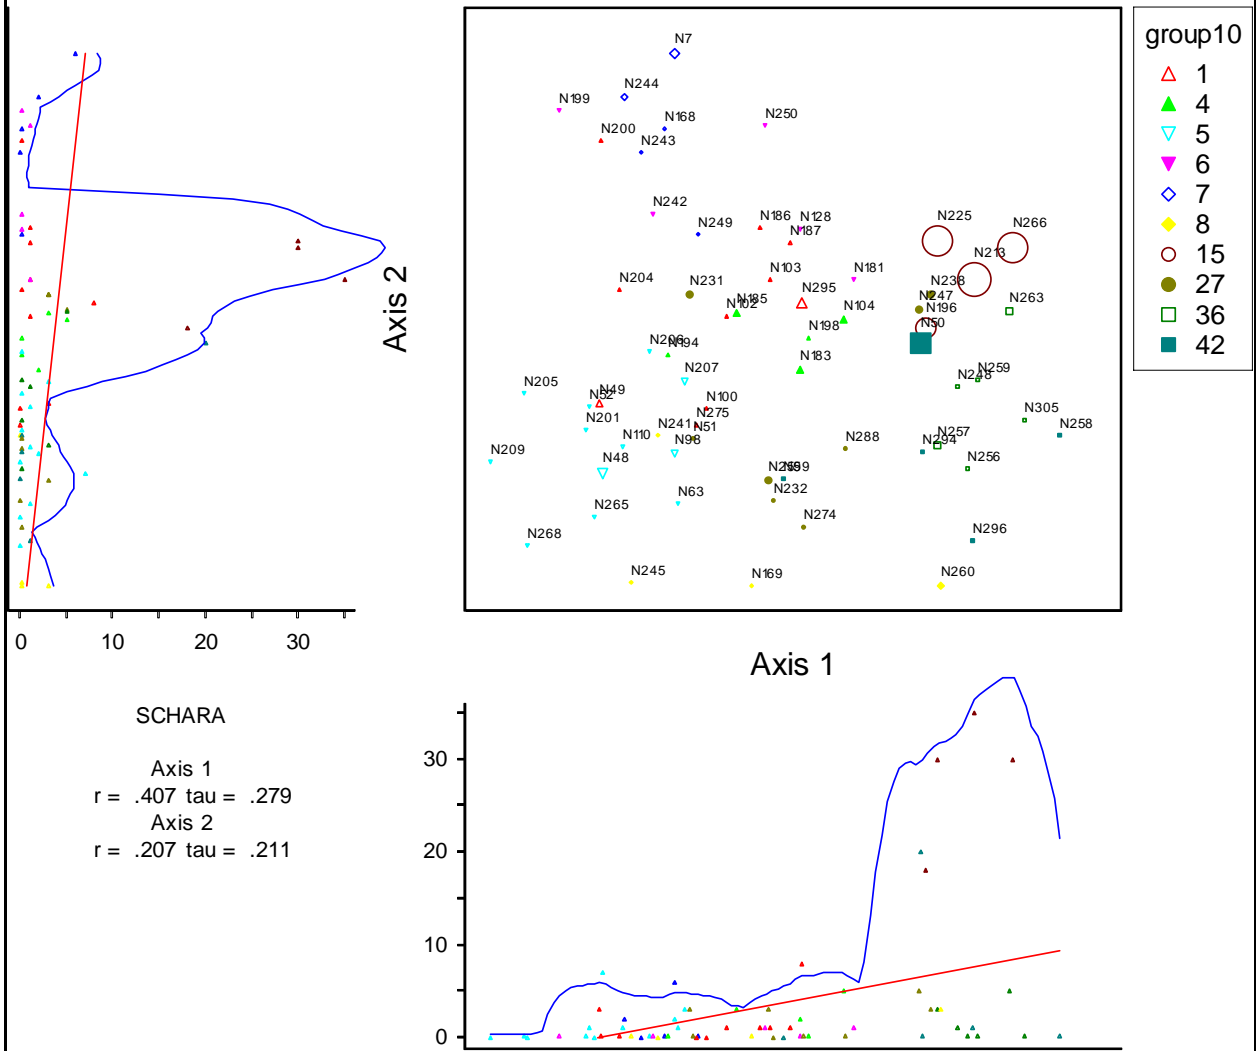 group10
1
4
5
6
7
8
15
27
36
42
N7
N244
N199
N168
N250
N200
N243
N242
N186
N128
N225
N266
N249
N187
N213
N204
N231
N103
N181
N238
N295
N247
N263
N185
N102
N104
N196
N198
N50
N206
N194
N183
N207
N259
N248
N205
N49
N52
N100
N275
N305
N201
N241
N51
N258
N110
N98
N288
N294
N257
N209
N48
N256
N99
N63
N232
N265
N274
N268
N296
N245
N169
N260
Axis 2
0 10 20 30
Axis 1
SCHARA
Axis 1
r = .407 tau = .279
Axis 2
r = .207 tau = .211
30
20
10
0